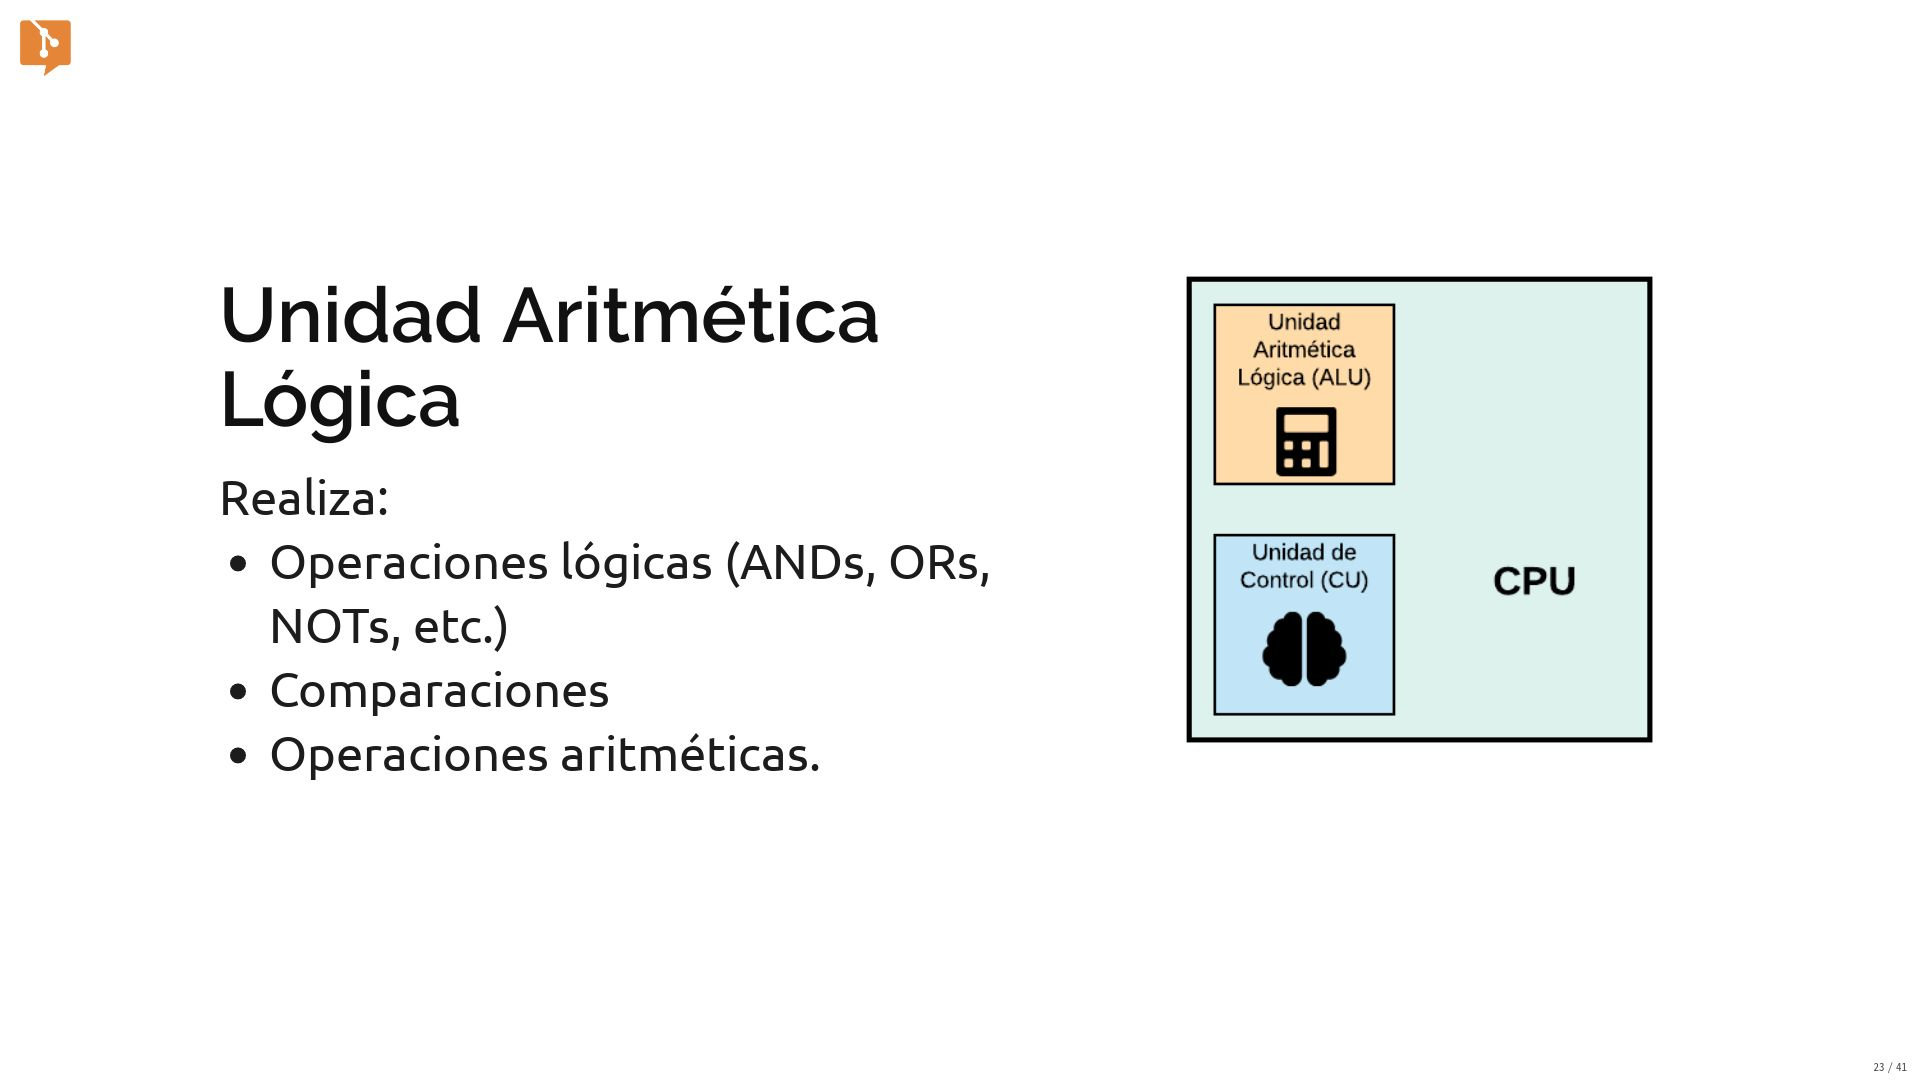 Unidad Aritmética
Lógica
Realiza:
• Operaciones lógicas (ANDs, ORs,
NOTs, etc.)
• Comparaciones
• Operaciones aritméticas.
Unidad
Aritmética
Lógica (ALU)
Unidad de
Control (CU)
CPU
23 / 41